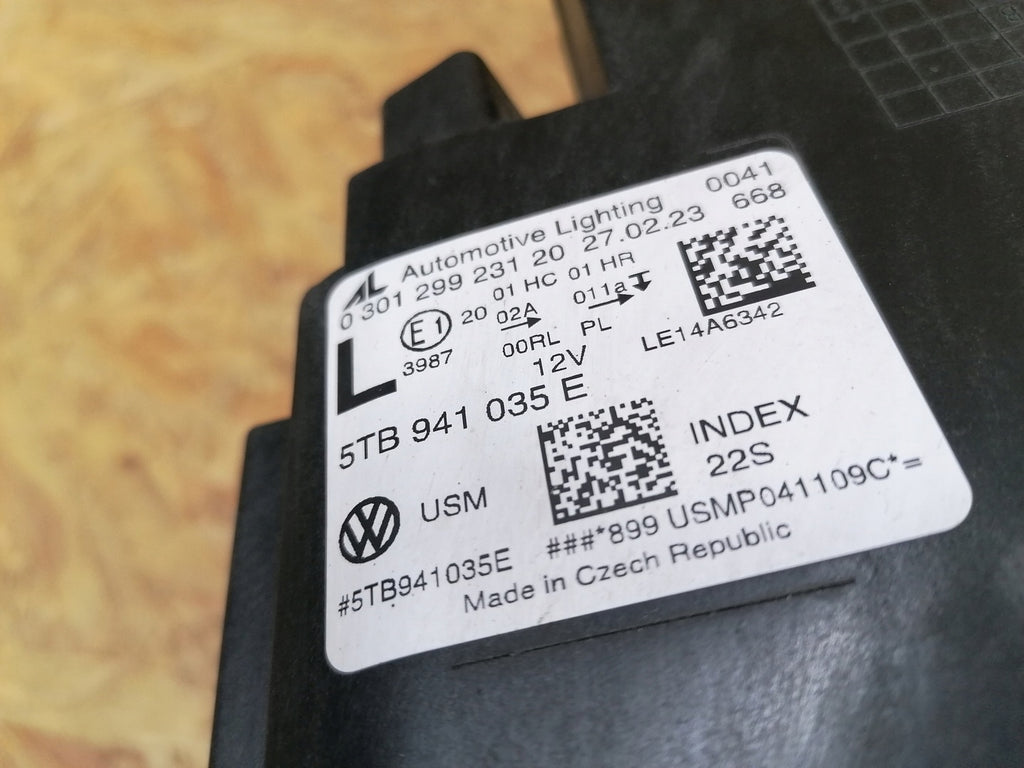 AL Automotive Lighting 0041
0 301 299 231 20 27.02.23 668
L E1 20 01 HC 01 HR
02A 011a
3987 00RL PL LE14A6342
12V
5TB 941 035 E
INDEX
22S
VW USM
###*899 USMP041109C*=
#5TB941035E
Made in Czech Republic